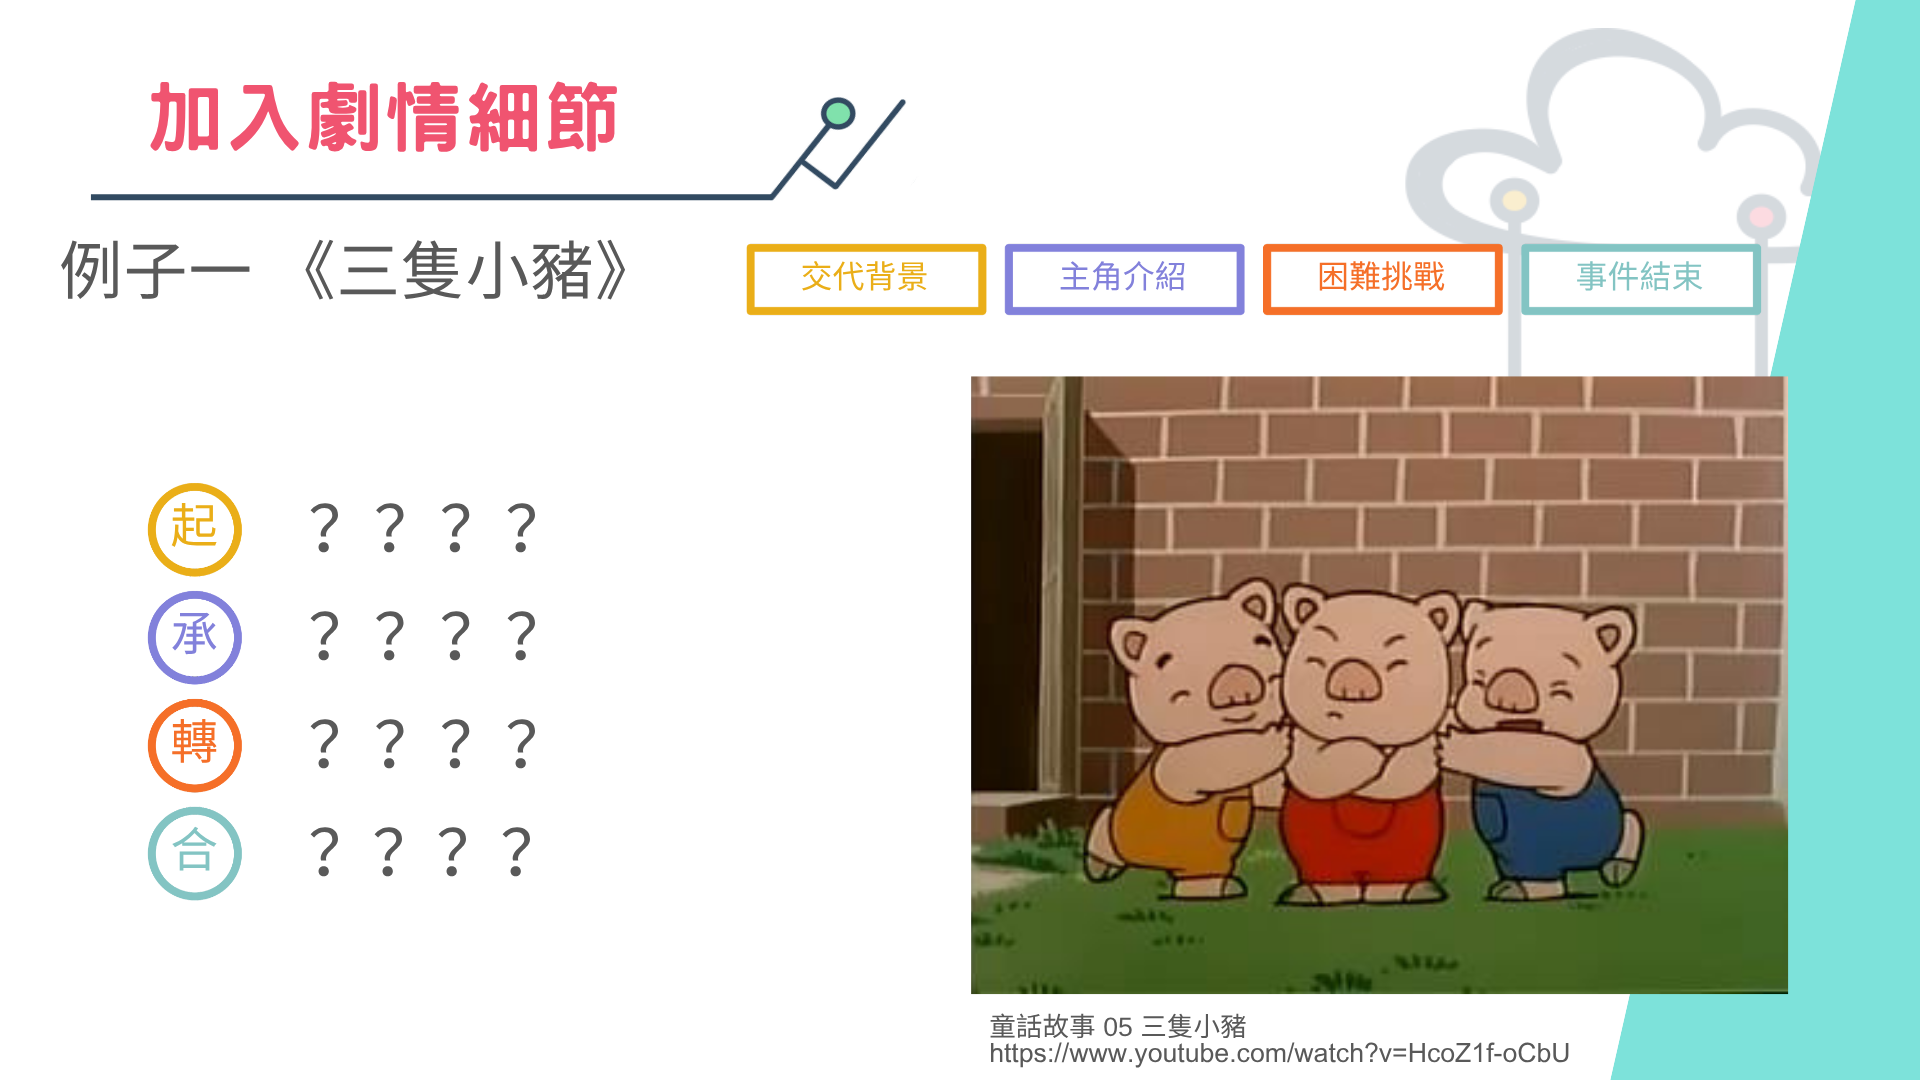 加入劇情細節
例子一 《三隻小豬》
交代背景
主角介紹
困難挑戰
事件結束
起 ？？？？
承 ？？？？
轉 ？？？？
合 ？？？？
童話故事 05 三隻小豬
https://www.youtube.com/watch?v=HcoZ1f-oCbU